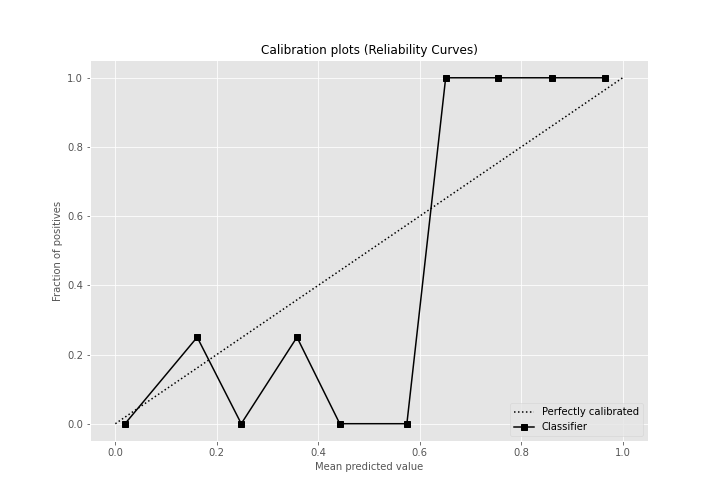 Calibration plots (Reliability Curves)
1.0
0.8
0.6
0.4
0.2
0.0
Fraction of positives
0.0 0.2 0.4 0.6 0.8 1.0
Mean predicted value
Perfectly calibrated
Classifier